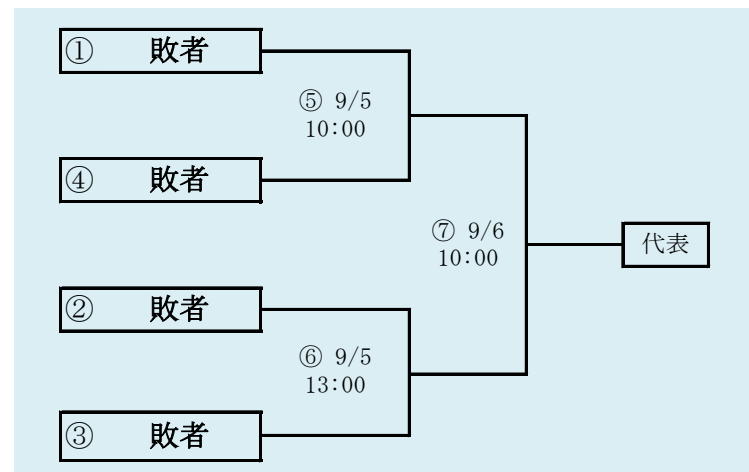 ① 敗者
⑤ 9/5
10:00
④ 敗者
⑦ 9/6
10:00
代表
② 敗者
⑥ 9/5
13:00
③ 敗者